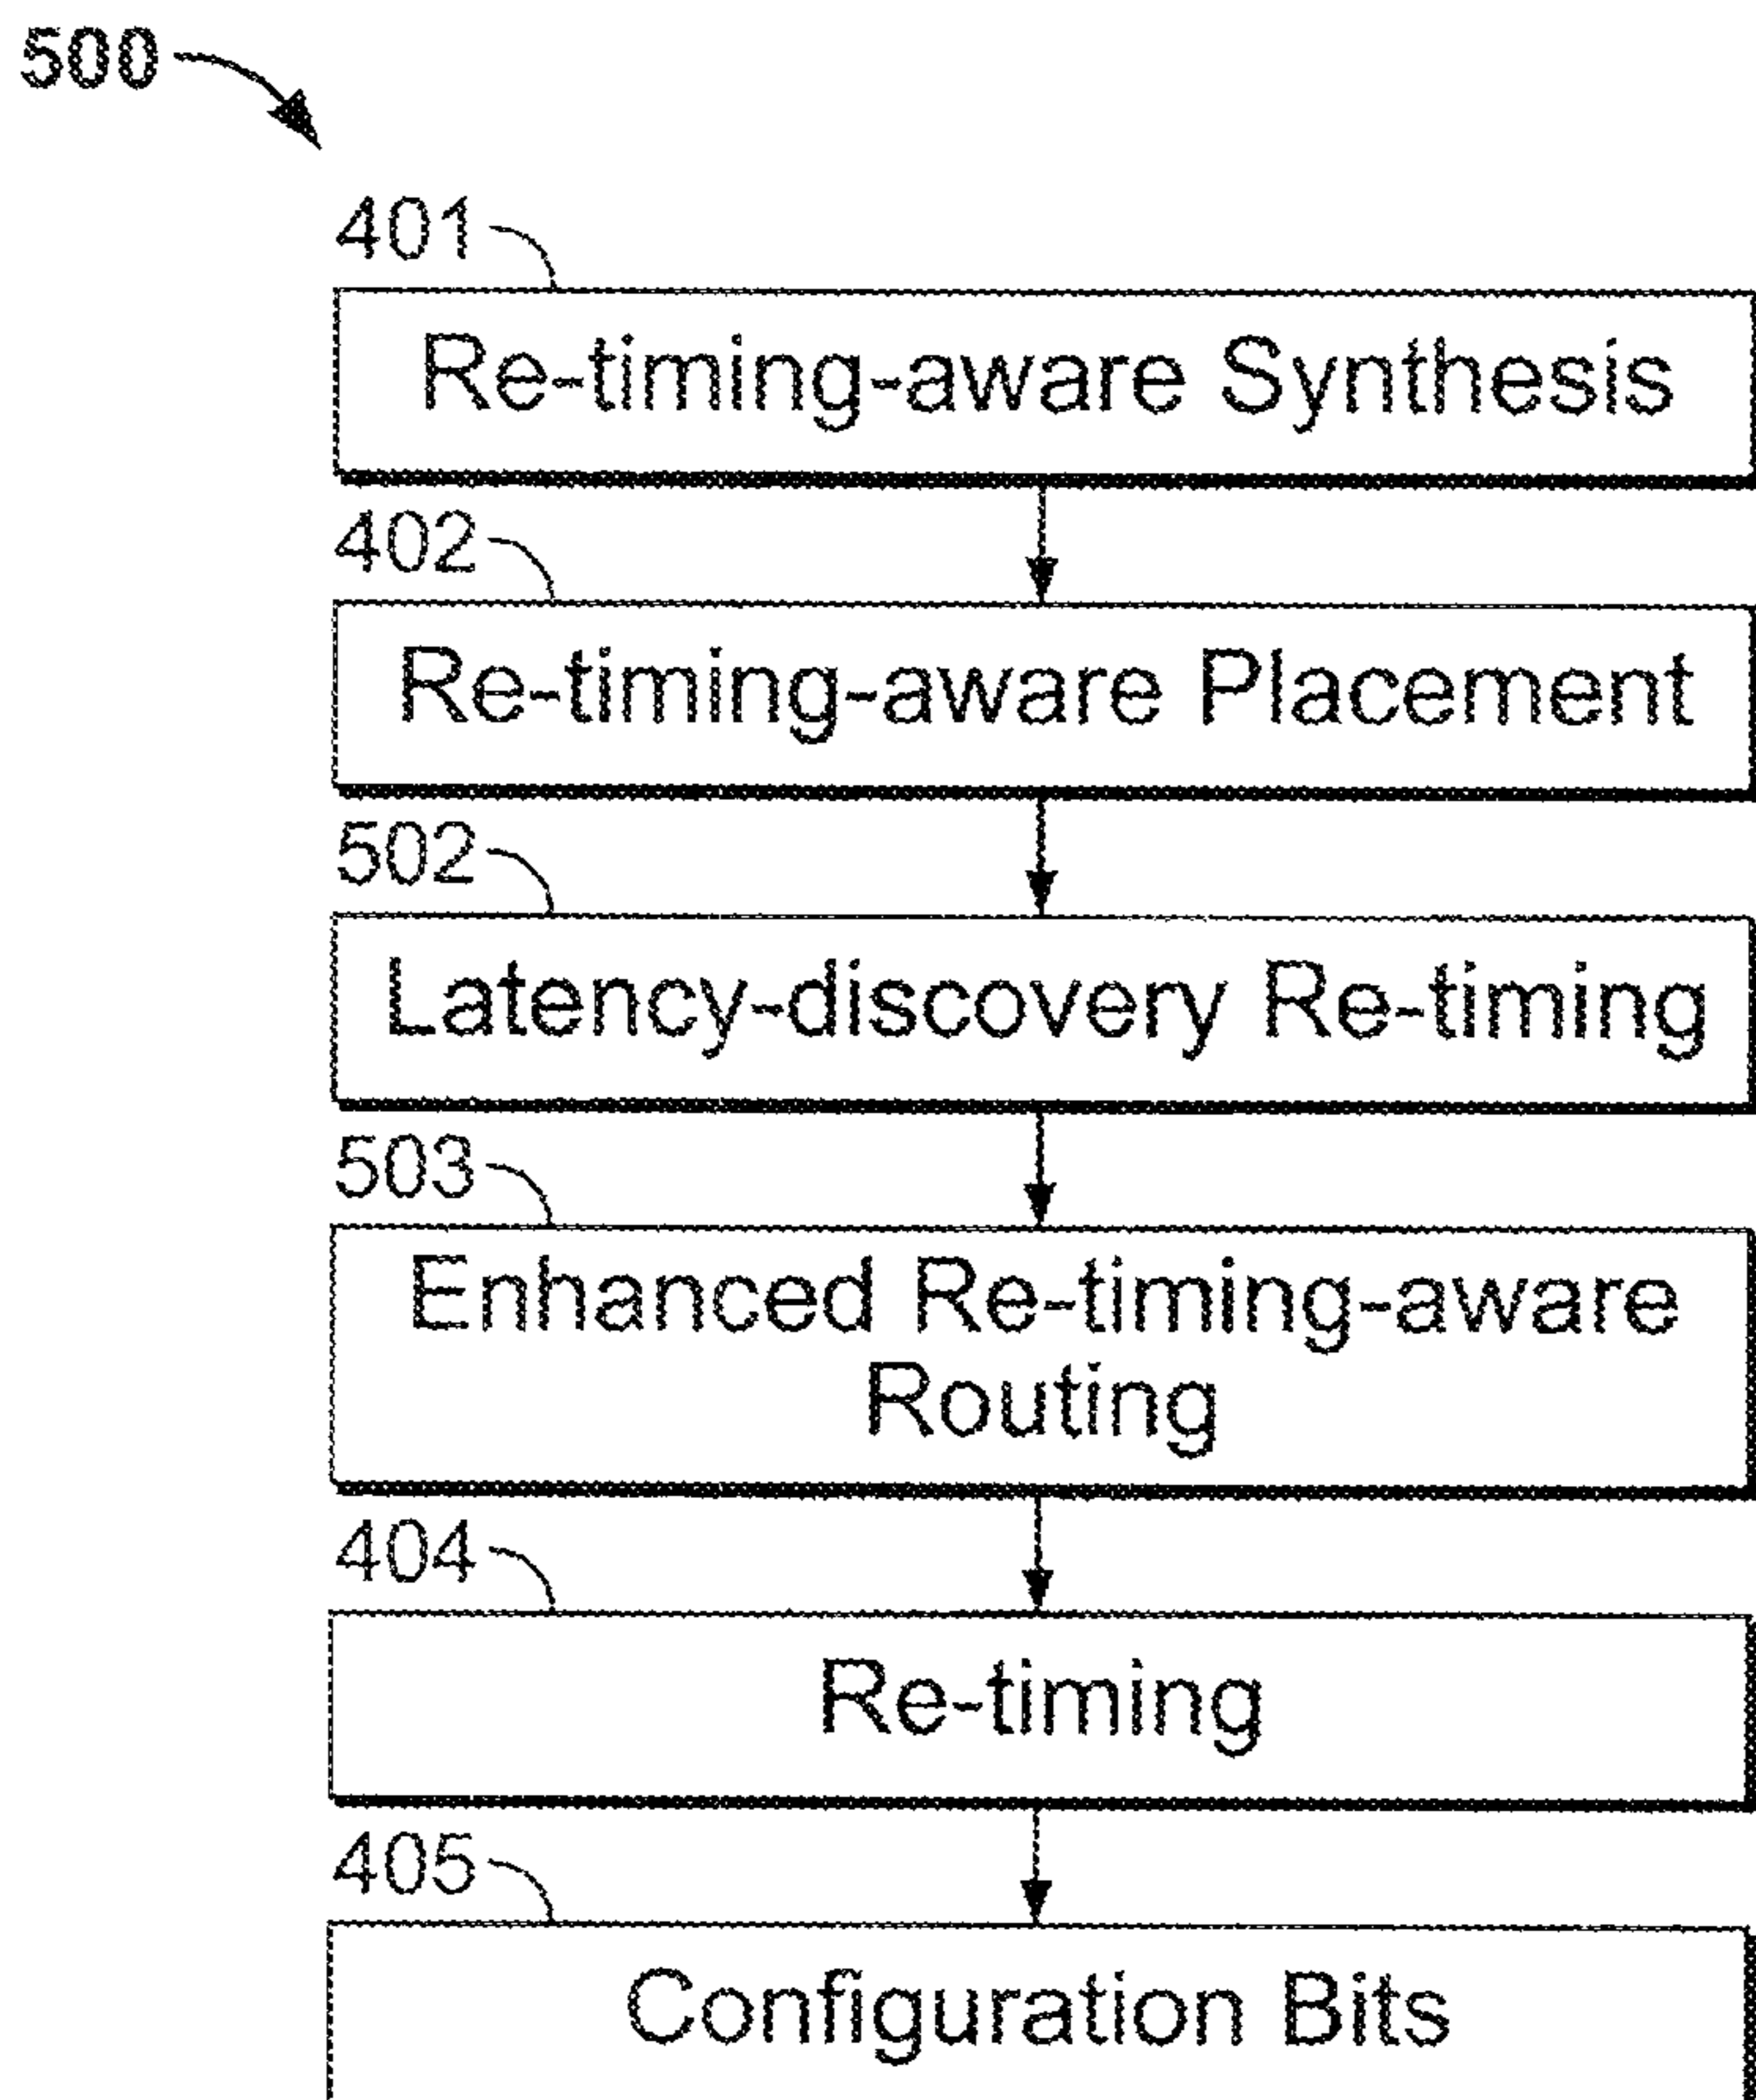 500
401
Re-timing-aware Synthesis
402
Re-timing-aware Placement
502
Latency-discovery Re-timing
503
Enhanced Re-timing-aware
Routing
404
Re-timing
405
Configuration Bits